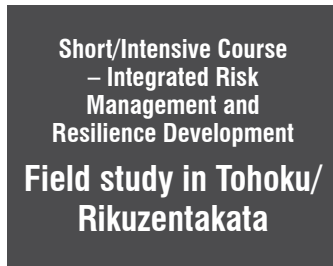 Short/Intensive Course
– Integrated Risk
Management and
Resilience Development
Field study in Tohoku/
Rikuzentakata